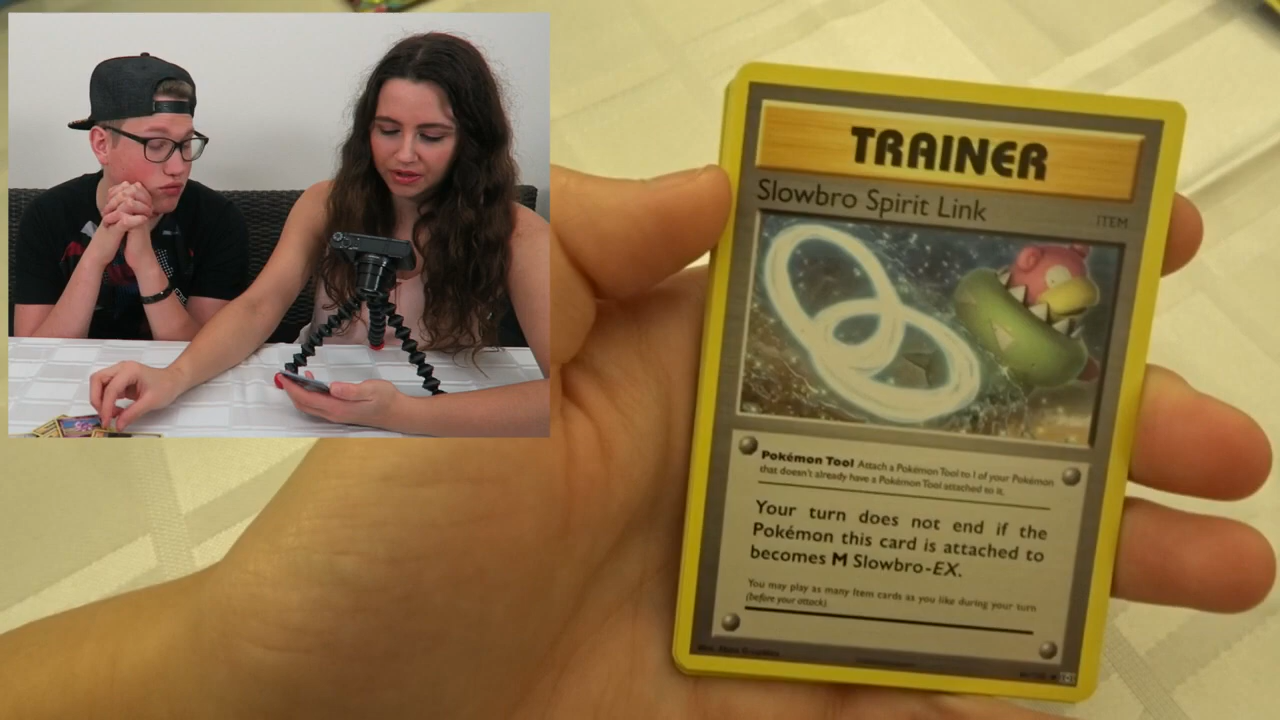 TRAINER
Slowbro Spirit Link
ITEM
Pokémon Tool Attach a Pokémon Tool to 1 of your Pokémon
that doesn't already have a Pokémon Tool attached to it.
Your turn does not end if the
Pokémon this card is attached to
becomes M Slowbro-EX.
You may play as many Item cards as you like during your turn
(before your attack).